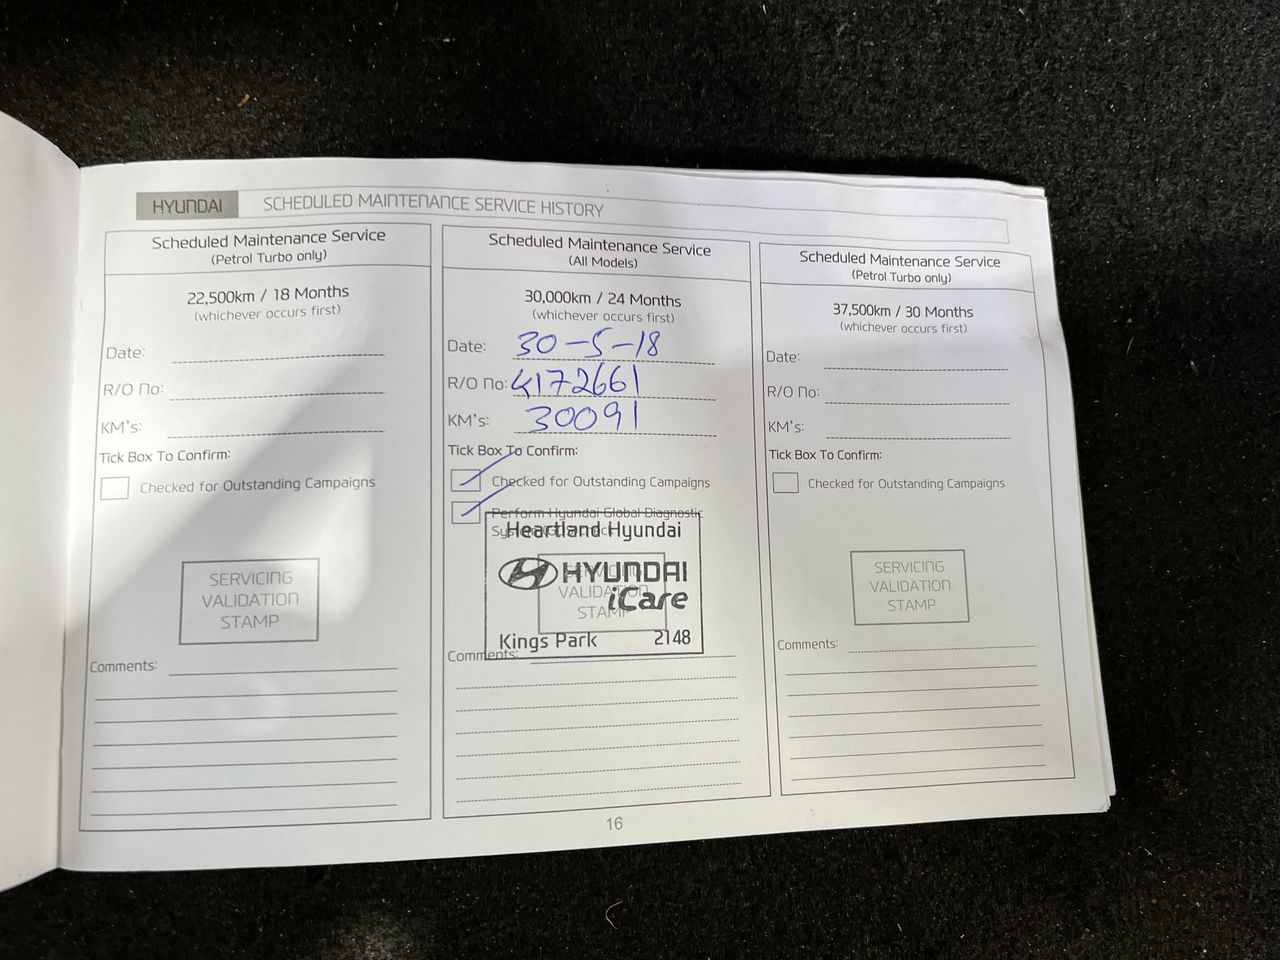 HYUNDAI SCHEDULED MAINTENANCE SERVICE HISTORY
Scheduled Maintenance Service
(Petrol Turbo only)
22,500km / 18 Months
(whichever occurs first)
Date:
R/O No:
KM's:
Tick Box To Confirm:
Checked for Outstanding Campaigns
SERVICING
VALIDATION
STAMP
Comments:
Scheduled Maintenance Service
(All Models)
30,000km / 24 Months
(whichever occurs first)
Date: 30-5-18
R/O No: 4172661
KM's: 30091
Tick Box To Confirm:
Checked for Outstanding Campaigns
Perform Hyundai Global Diagnostic
Heartland Hyundai
HYUNDAI
iCare
Kings Park 2148
SERVICING
VALIDATION
STAMP
Comments:
Scheduled Maintenance Service
(Petrol Turbo only)
37,500km / 30 Months
(whichever occurs first)
Date:
R/O No:
KM's:
Tick Box To Confirm:
Checked for Outstanding Campaigns
SERVICING
VALIDATION
STAMP
Comments:
16